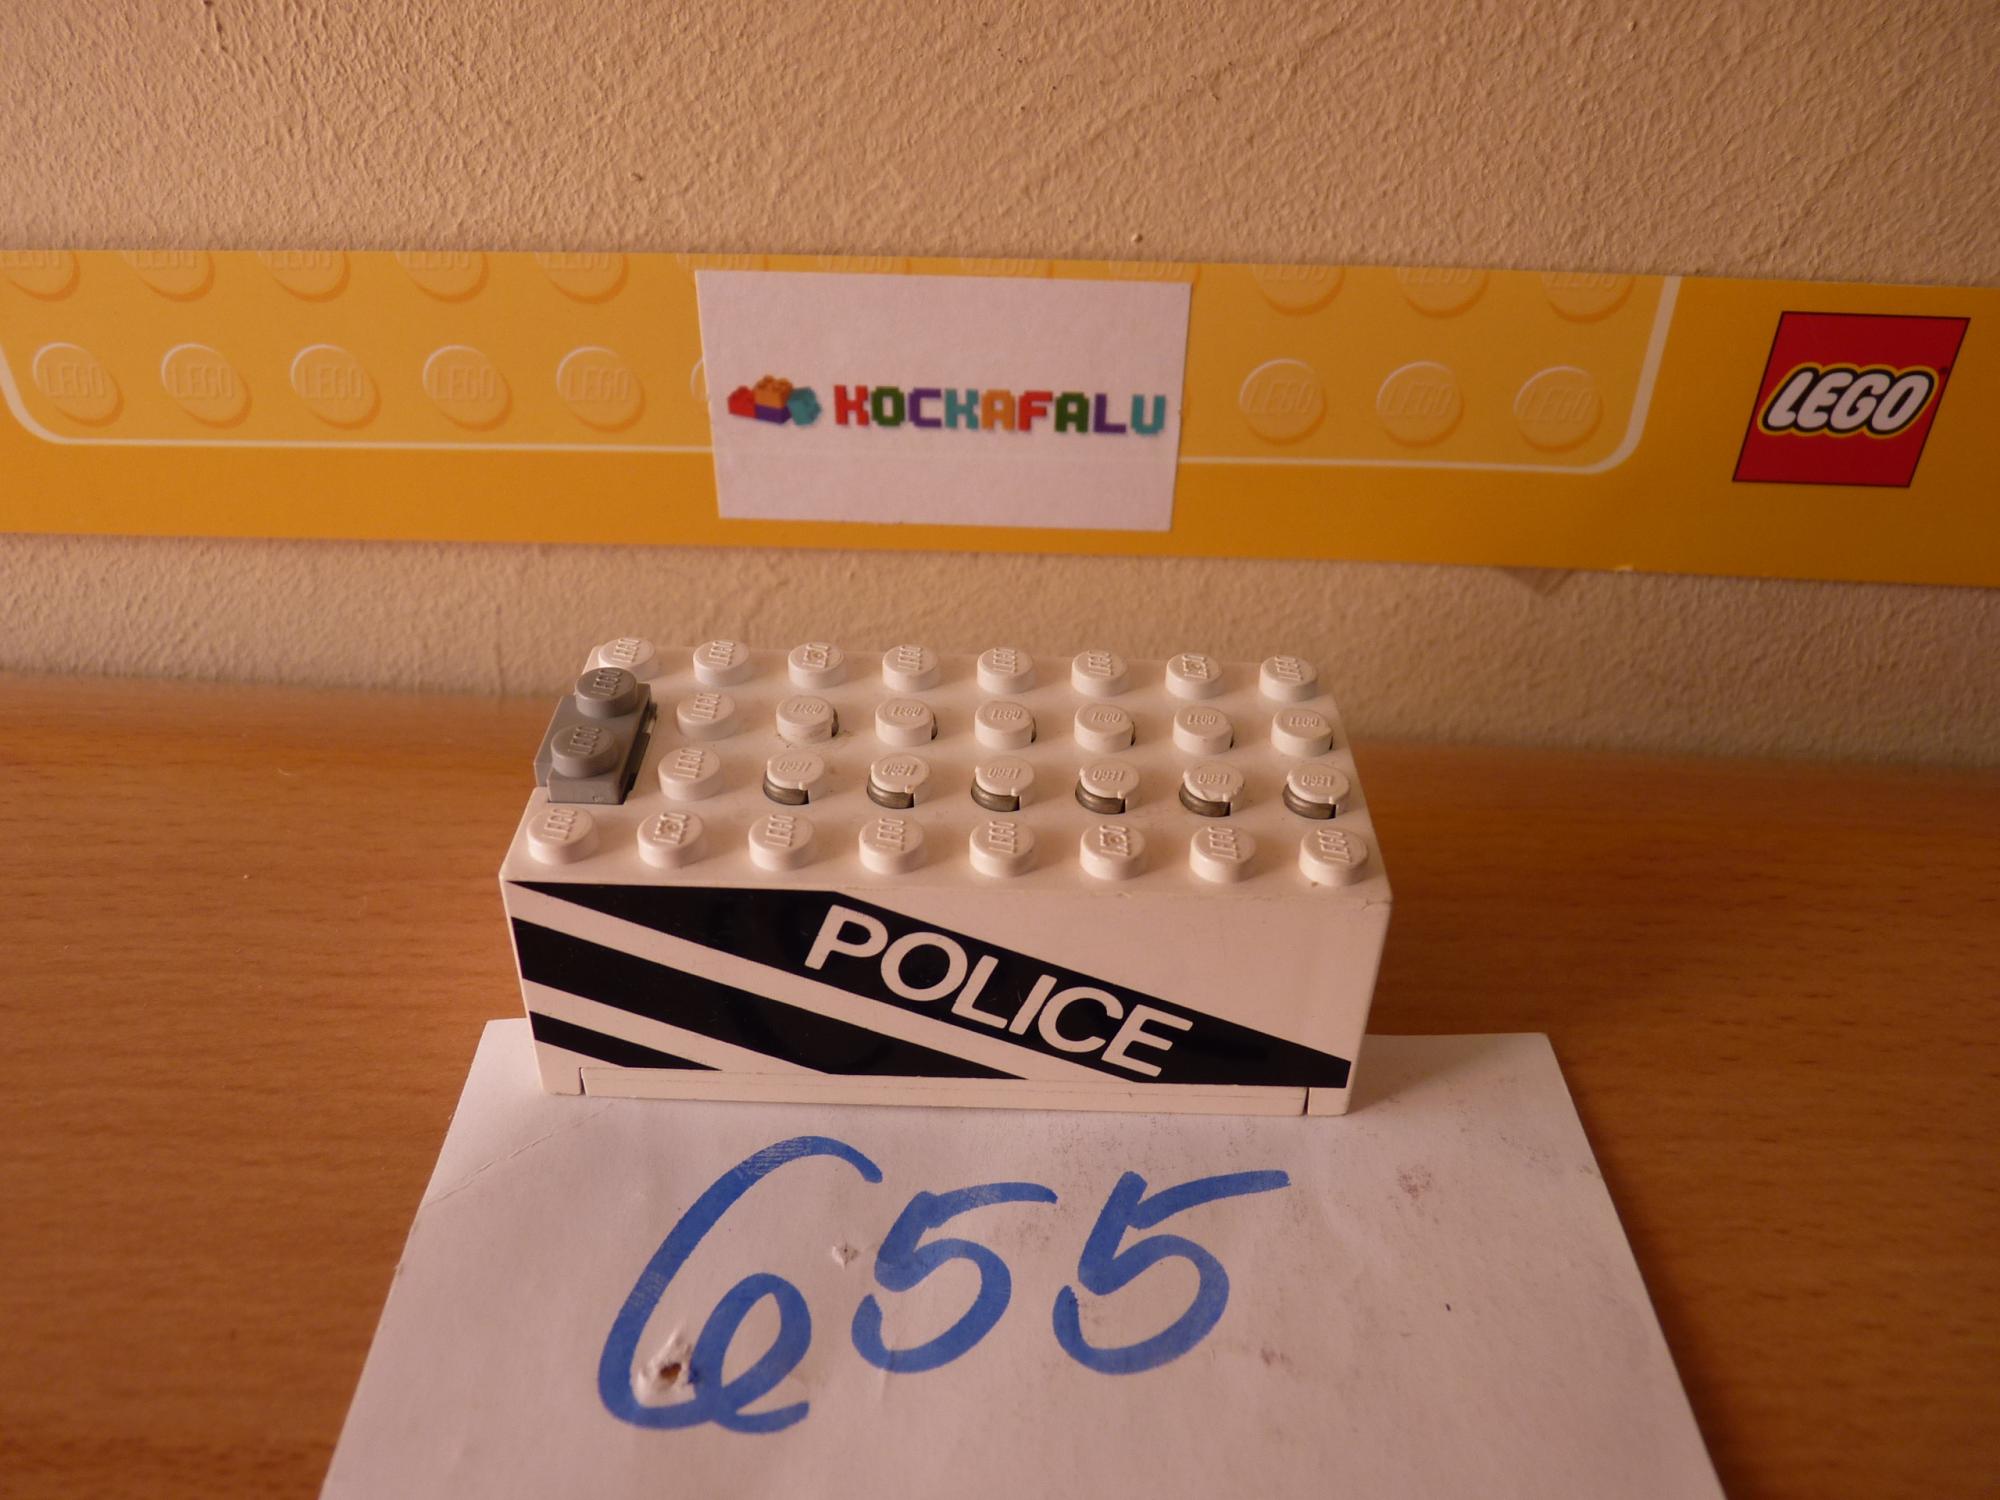 KOCKAFALU
LEGO
POLICE
655